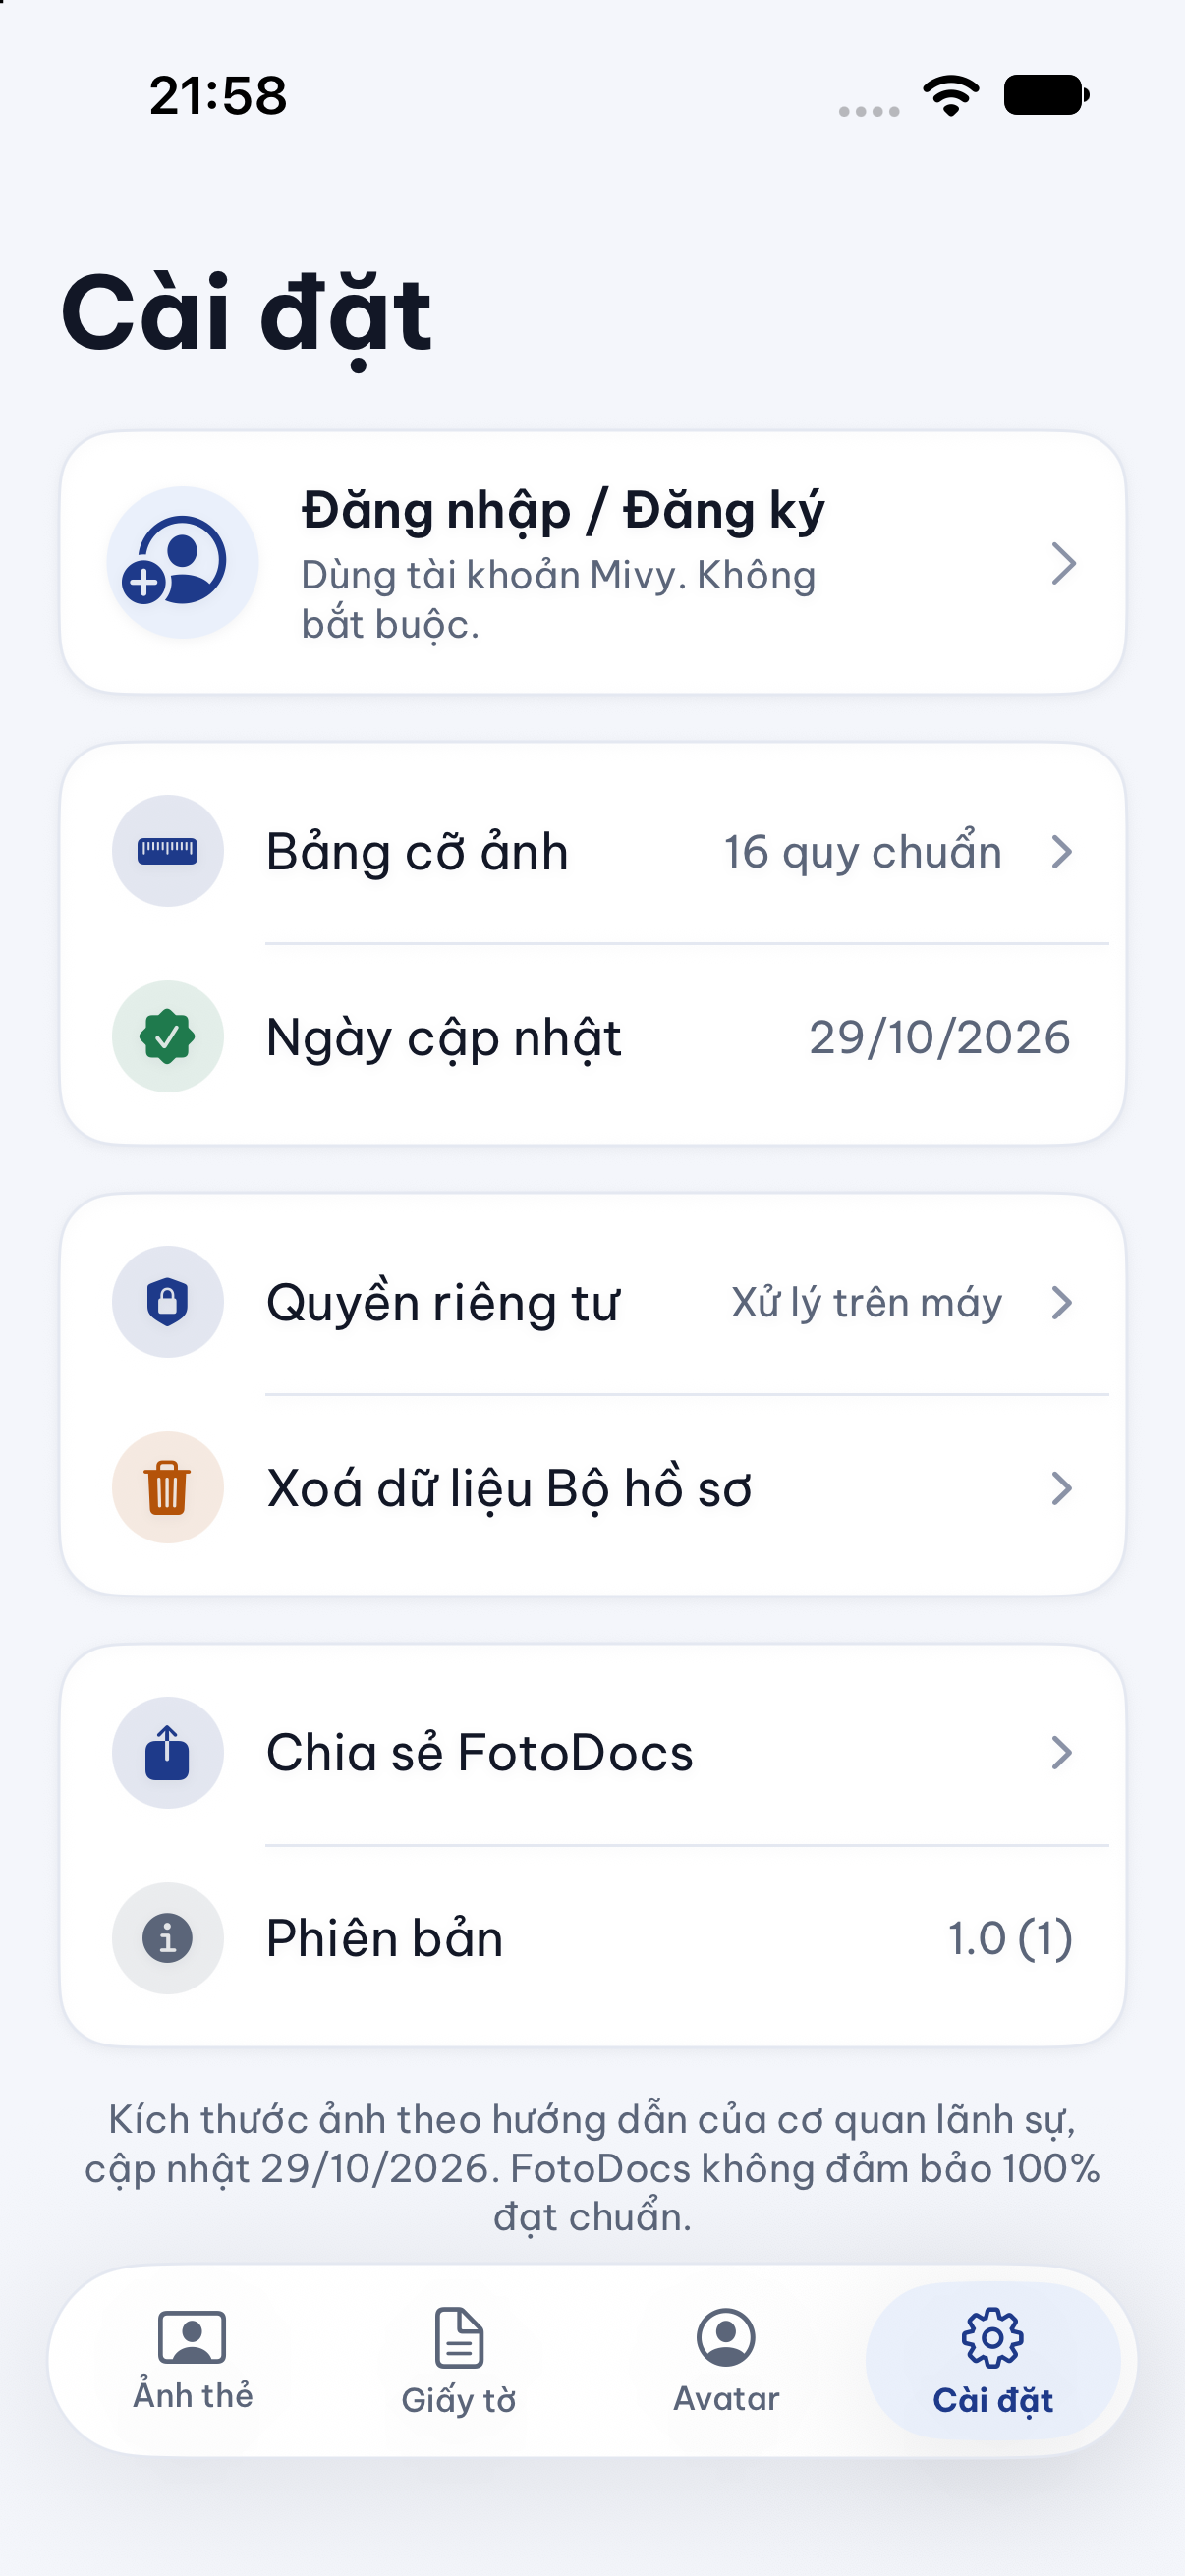 21:58
Cài đặt
Đăng nhập / Đăng ký
Dùng tài khoản Mivy. Không
bắt buộc.
Bảng cỡ ảnh
16 quy chuẩn
Ngày cập nhật
29/10/2026
Quyền riêng tư
Xử lý trên máy
Xoá dữ liệu Bộ hồ sơ
Chia sẻ FotoDocs
Phiên bản
1.0 (1)
Kích thước ảnh theo hướng dẫn của cơ quan lãnh sự,
cập nhật 29/10/2026. FotoDocs không đảm bảo 100%
đạt chuẩn.
Ảnh thẻ
Giấy tờ
Avatar
Cài đặt